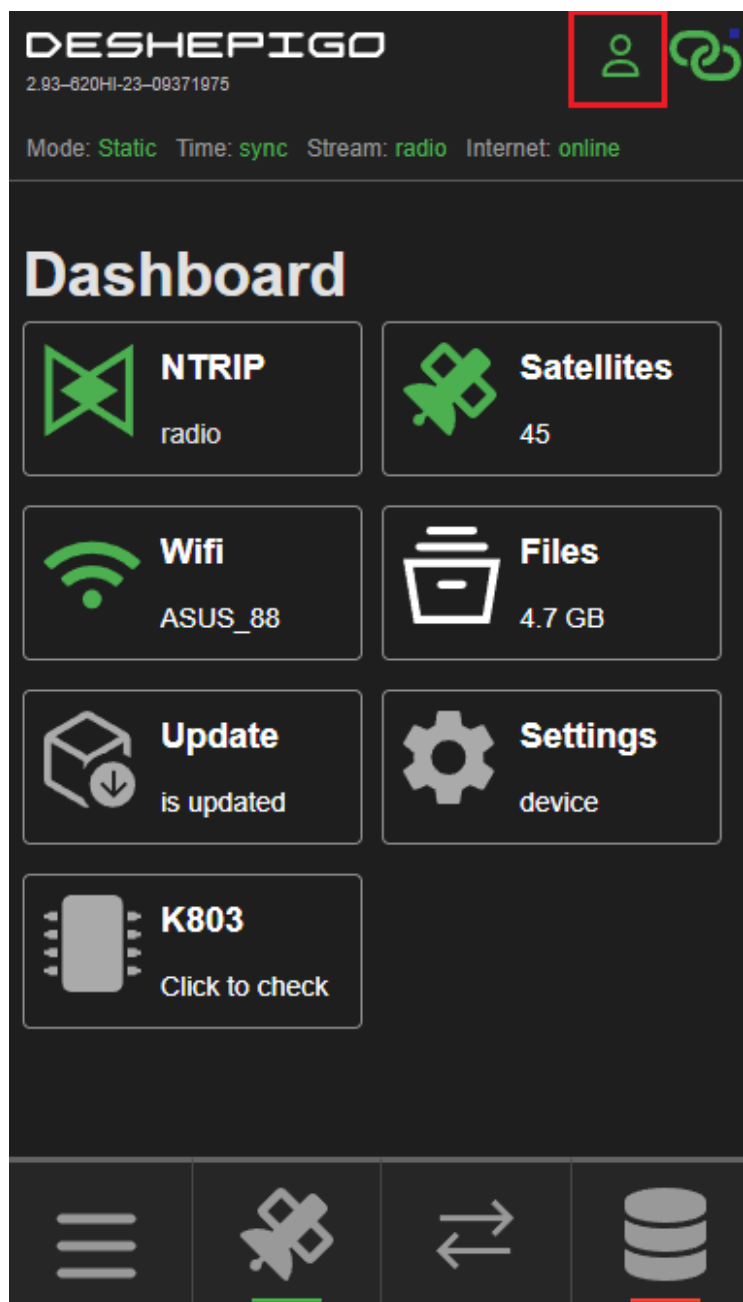 DESHEPIGO
2.93–620HI-23–09371975
Mode: Static Time: sync Stream: radio Internet: online
Dashboard
NTRIP
radio
Satellites
45
Wifi
ASUS_88
Files
4.7 GB
Update
is updated
Settings
device
K803
Click to check